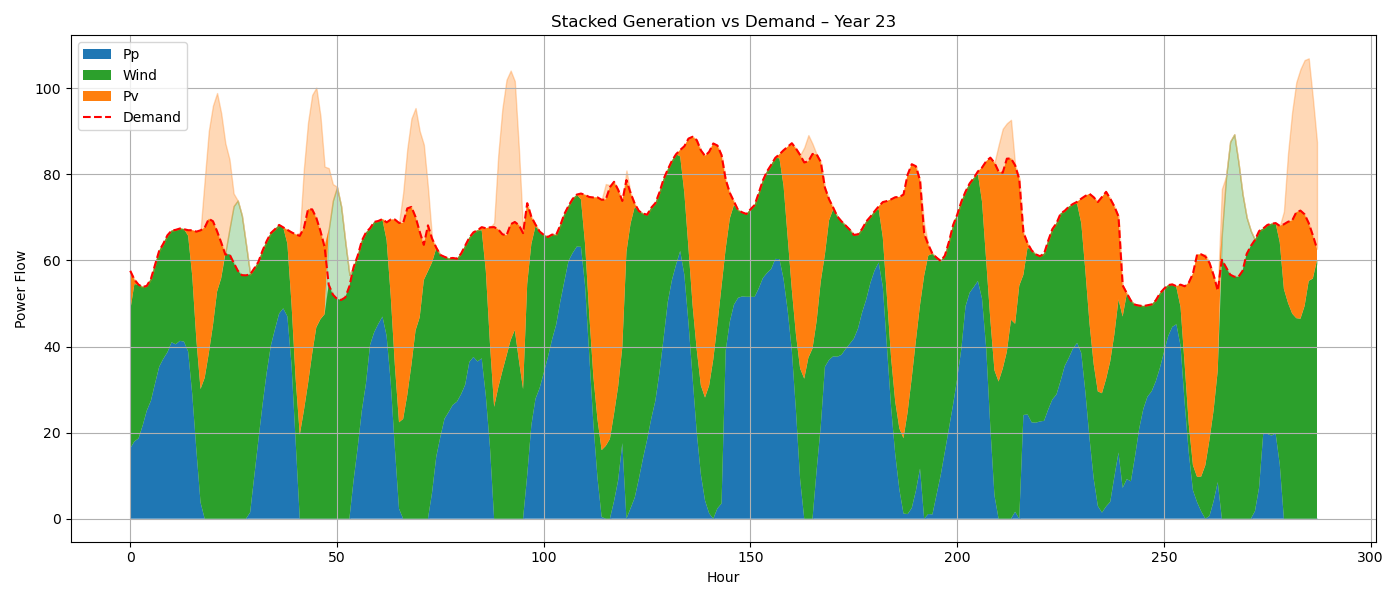 Stacked Generation vs Demand – Year 23
Pp
Wind
Pv
Demand
Power Flow
100
80
60
40
20
0
0 50 100 150 200 250 300
Hour